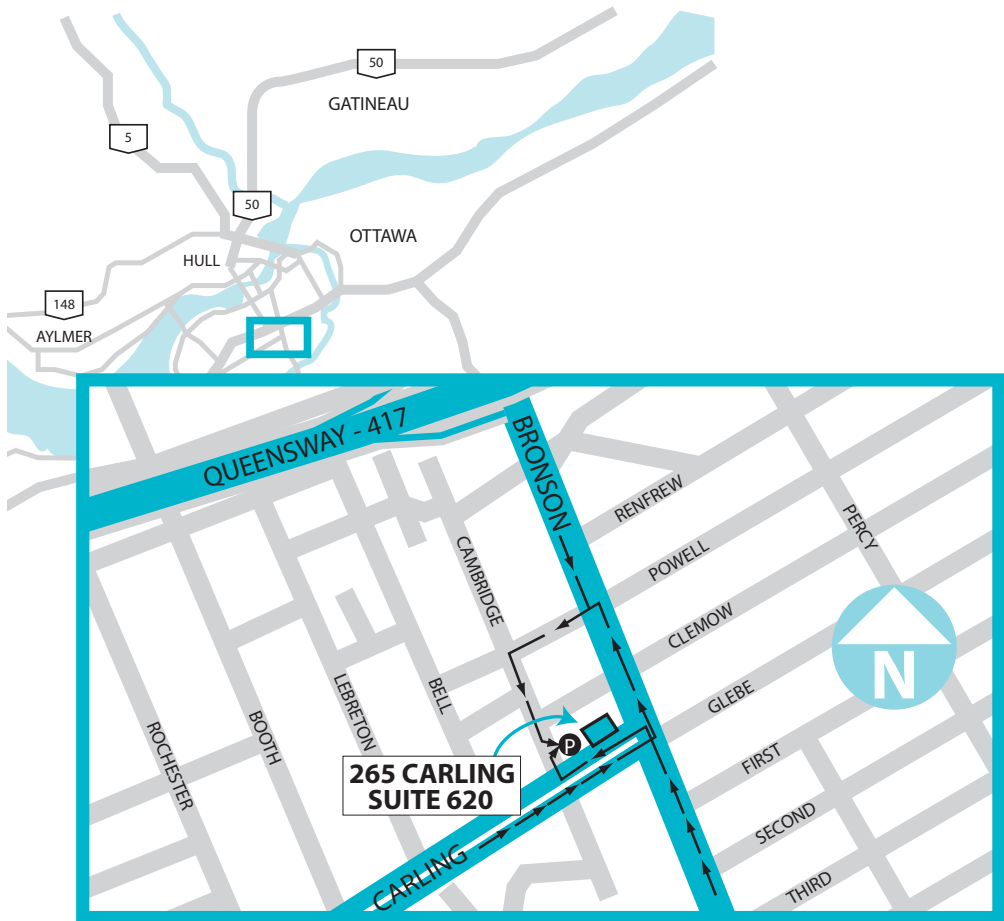 50
GATINEAU
5
50
OTTAWA
HULL
148
AYLMER
QUEENSWAY - 417
BRONSON
RENFREW
PERCY
POWELL
CAMBRIDGE
CLEMOW
N
GLEBE
BELL
LEBRETON
BOOTH
ROCHESTER
P
FIRST
265 CARLING
SUITE 620
SECOND
CARLING
THIRD